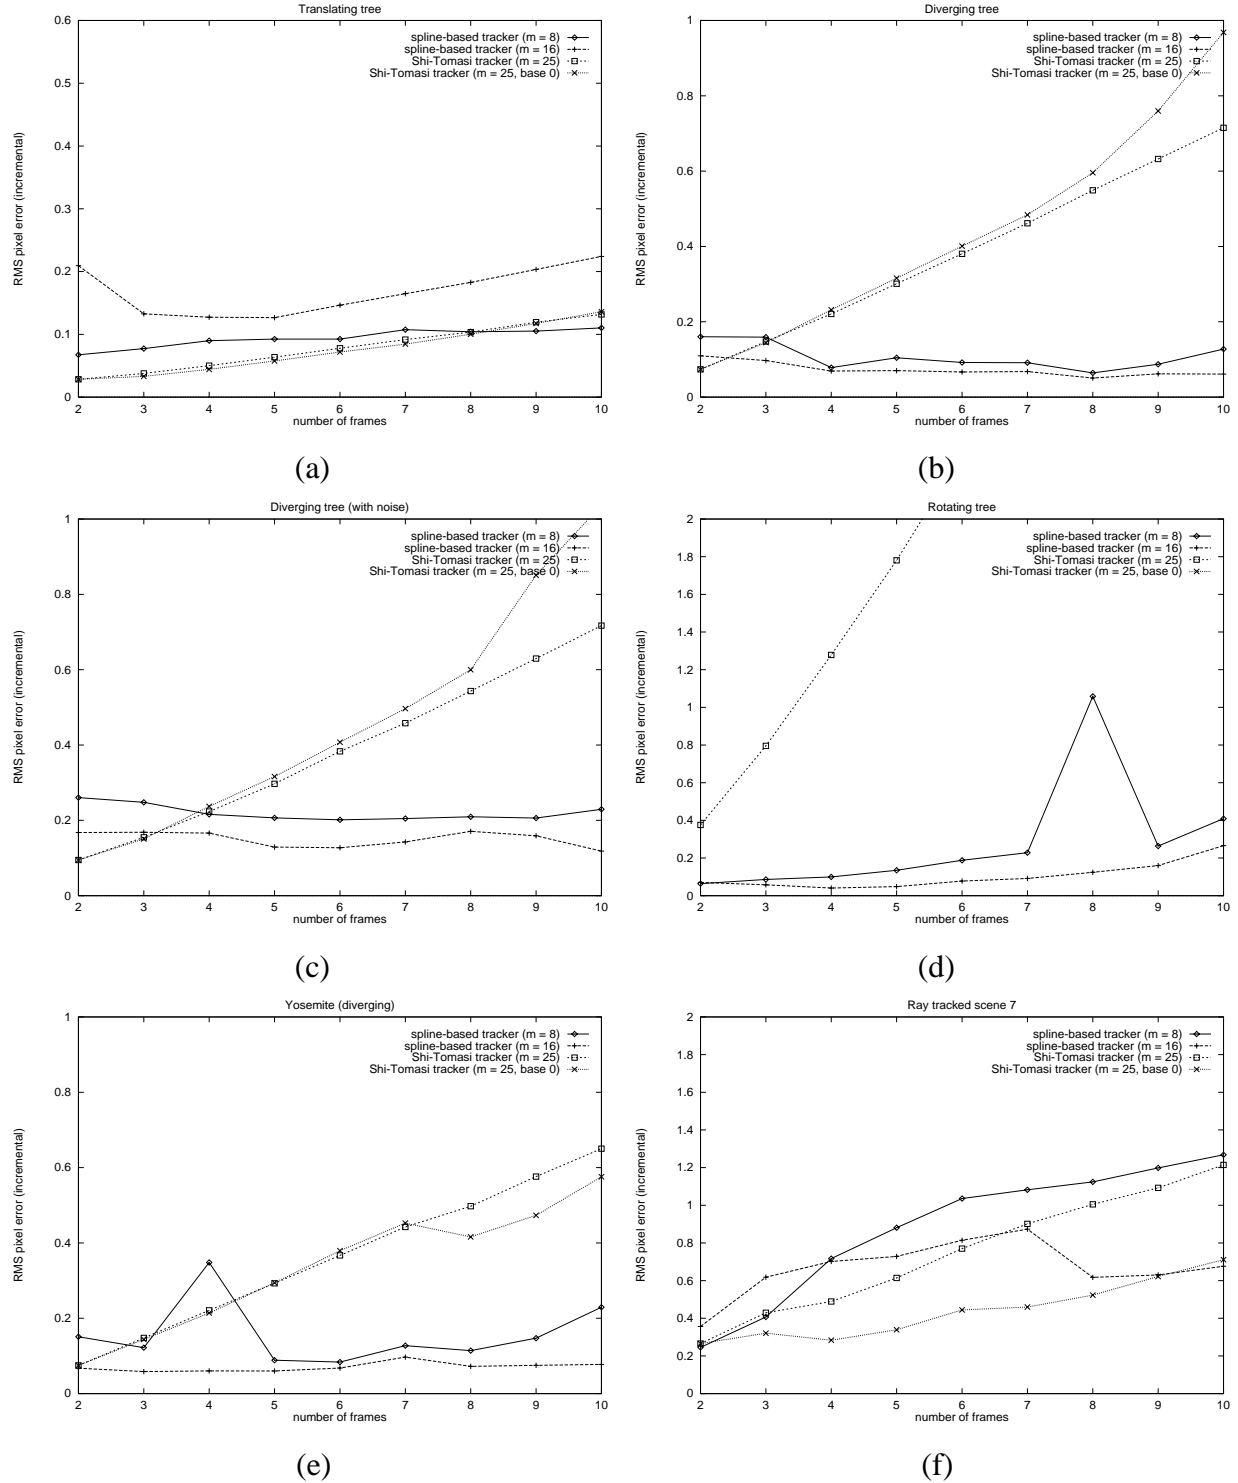 Translating tree
0.6
0.5
0.4
0.3
0.2
0.1
0
RMS pixel error (incremental)
spline-based tracker (m = 8)
spline-based tracker (m = 16)
Shi-Tomasi tracker (m = 25)
Shi-Tomasi tracker (m = 25, base 0)
2 3 4 5 6 7 8 9 10
number of frames
(a)
Diverging tree
1
0.8
0.6
0.4
0.2
0
RMS pixel error (incremental)
spline-based tracker (m = 8)
spline-based tracker (m = 16)
Shi-Tomasi tracker (m = 25)
Shi-Tomasi tracker (m = 25, base 0)
2 3 4 5 6 7 8 9 10
number of frames
(b)
Diverging tree (with noise)
1
0.8
0.6
0.4
0.2
0
RMS pixel error (incremental)
spline-based tracker (m = 8)
spline-based tracker (m = 16)
Shi-Tomasi tracker (m = 25)
Shi-Tomasi tracker (m = 25, base 0)
2 3 4 5 6 7 8 9 10
number of frames
(c)
Rotating tree
2
1.8
1.6
1.4
1.2
1
0.8
0.6
0.4
0.2
0
RMS pixel error (incremental)
spline-based tracker (m = 8)
spline-based tracker (m = 16)
Shi-Tomasi tracker (m = 25)
Shi-Tomasi tracker (m = 25, base 0)
2 3 4 5 6 7 8 9 10
number of frames
(d)
Yosemite (diverging)
1
0.8
0.6
0.4
0.2
0
RMS pixel error (incremental)
spline-based tracker (m = 8)
spline-based tracker (m = 16)
Shi-Tomasi tracker (m = 25)
Shi-Tomasi tracker (m = 25, base 0)
2 3 4 5 6 7 8 9 10
number of frames
(e)
Ray tracked scene 7
2
1.8
1.6
1.4
1.2
1
0.8
0.6
0.4
0.2
0
RMS pixel error (incremental)
spline-based tracker (m = 8)
spline-based tracker (m = 16)
Shi-Tomasi tracker (m = 25)
Shi-Tomasi tracker (m = 25, base 0)
2 3 4 5 6 7 8 9 10
number of frames
(f)